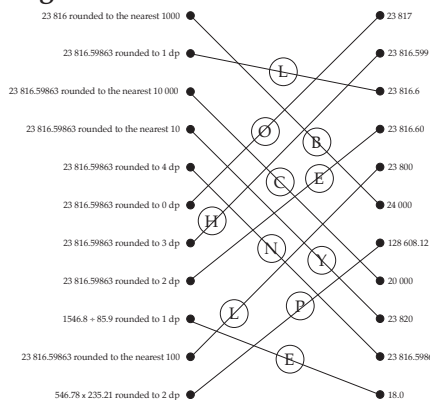 23 816 rounded to the nearest 1000
23 817
23 816.59863 rounded to 1 dp
23 816.599
L
23 816.59863 rounded to the nearest 10 000
23 816.6
23 816.59863 rounded to the nearest 10
O
B
23 816.60
23 816.59863 rounded to 4 dp
C
E
23 800
23 816.59863 rounded to 0 dp
24 000
H
23 816.59863 rounded to 3 dp
N
128 608.12
Y
23 816.59863 rounded to 2 dp
20 000
1546.8 ÷ 85.9 rounded to 1 dp
L
P
23 820
23 816.59863 rounded to the nearest 100
E
23 816.598
546.78 x 235.21 rounded to 2 dp
18.0